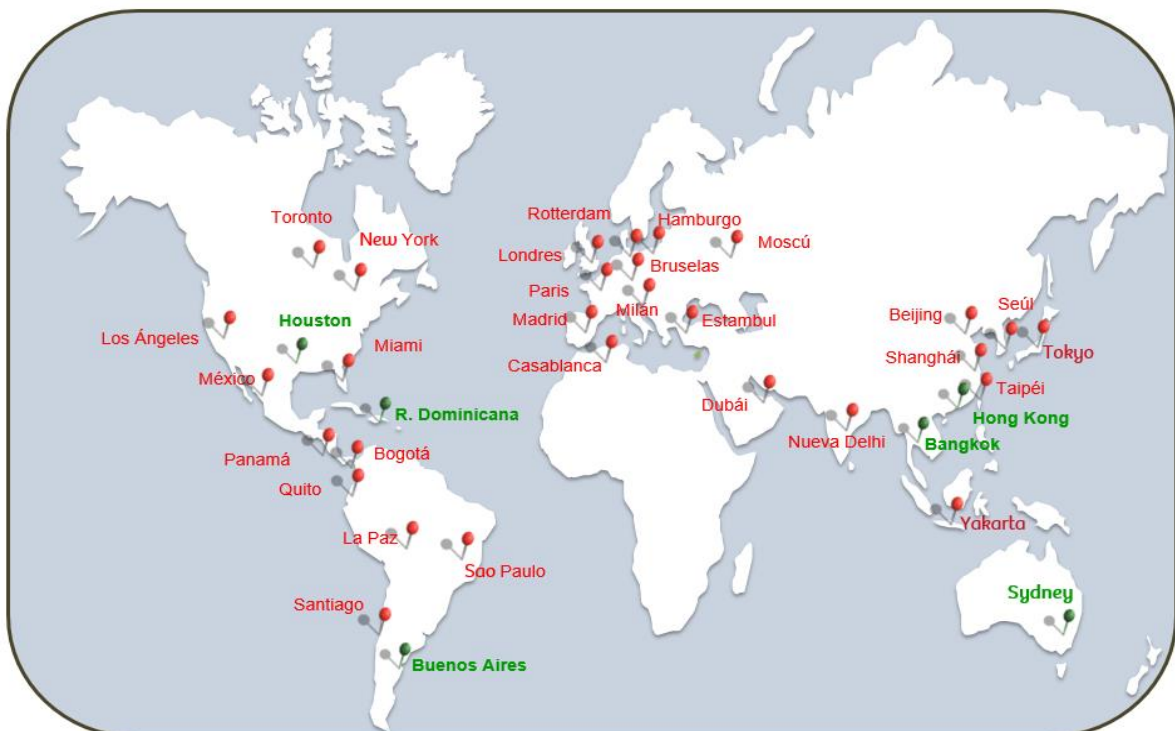 Toronto
New York
Los Ángeles
Houston
Miami
México
R. Dominicana
Panamá
Bogotá
Quito
La Paz
Sao Paulo
Santiago
Buenos Aires
Rotterdam
Hamburgo
Londres
Bruselas
Moscú
Paris
Milán
Madrid
Estambul
Casablanca
Dubái
Nueva Delhi
Beijing
Seúl
Shanghái
Tokyo
Taipéi
Hong Kong
Bangkok
Yakarta
Sydney